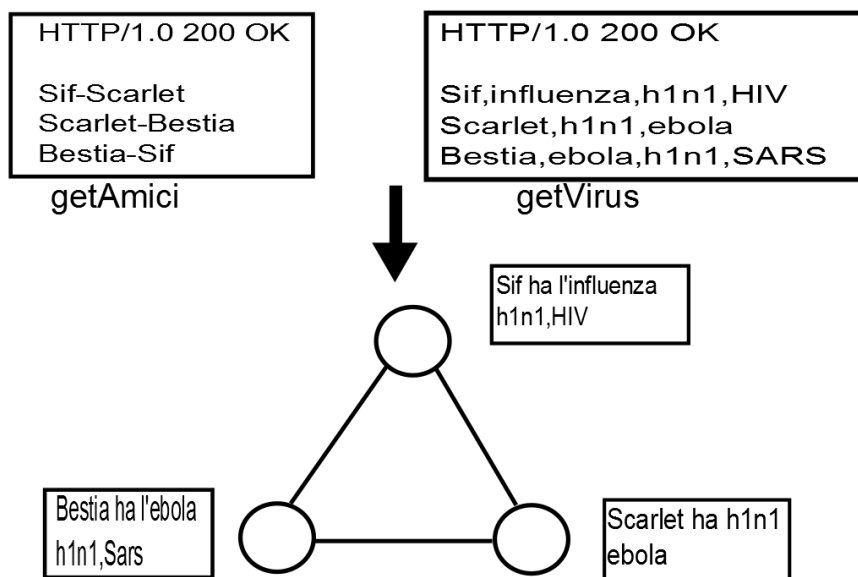 HTTP/1.0 200 OK
Sif-Scarlet
Scarlet-Bestia
Bestia-Sif
getAmici
HTTP/1.0 200 OK
Sif,influenza,h1n1,HIV
Scarlet,h1n1,ebola
Bestia,ebola,h1n1,SARS
getVirus
Sif ha l'influenza
h1n1,HIV
Bestia ha l'ebola
h1n1,Sars
Scarlet ha h1n1
ebola